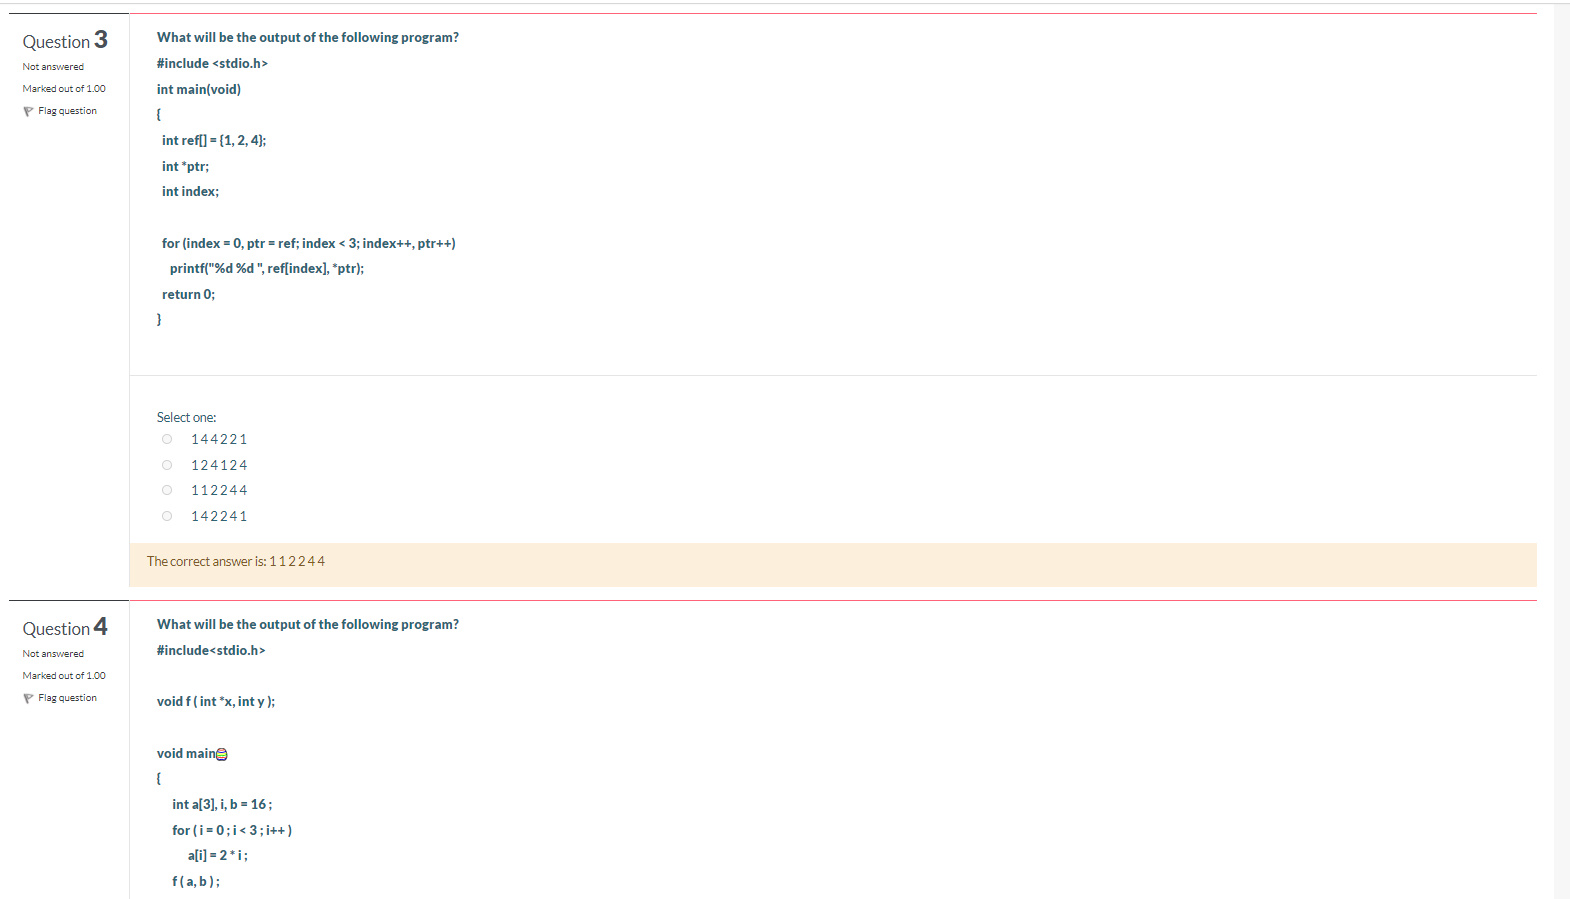 Question 3
Not answered
Marked out of 1.00
Flag question
What will be the output of the following program?
#include <stdio.h>
int main(void)
{
int ref[] = {1, 2, 4};
int *ptr;
int index;
for (index = 0, ptr = ref; index < 3; index++, ptr++)
printf("%d %d ", ref[index], *ptr);
return 0;
}
Select one:
1 4 4 2 2 1
1 2 4 1 2 4
1 1 2 2 4 4
1 4 2 2 4 1
The correct answer is: 1 1 2 2 4 4
Question 4
Not answered
Marked out of 1.00
Flag question
What will be the output of the following program?
#include<stdio.h>
void f ( int *x, int y );
void main
{
int a[3], i, b = 16 ;
for ( i = 0 ; i < 3 ; i++ )
a[i] = 2 * i ;
f ( a, b ) ;